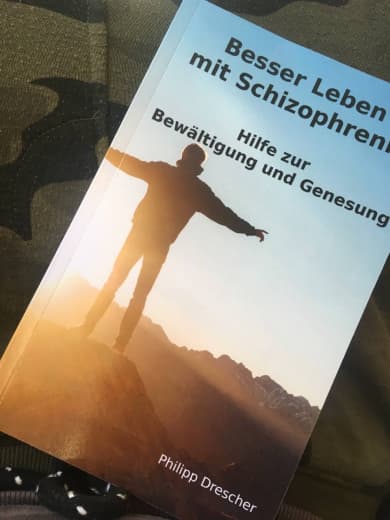 Besser Leben
mit Schizophreni
Hilfe zur
Bewältigung und Genesung
Philipp Drescher